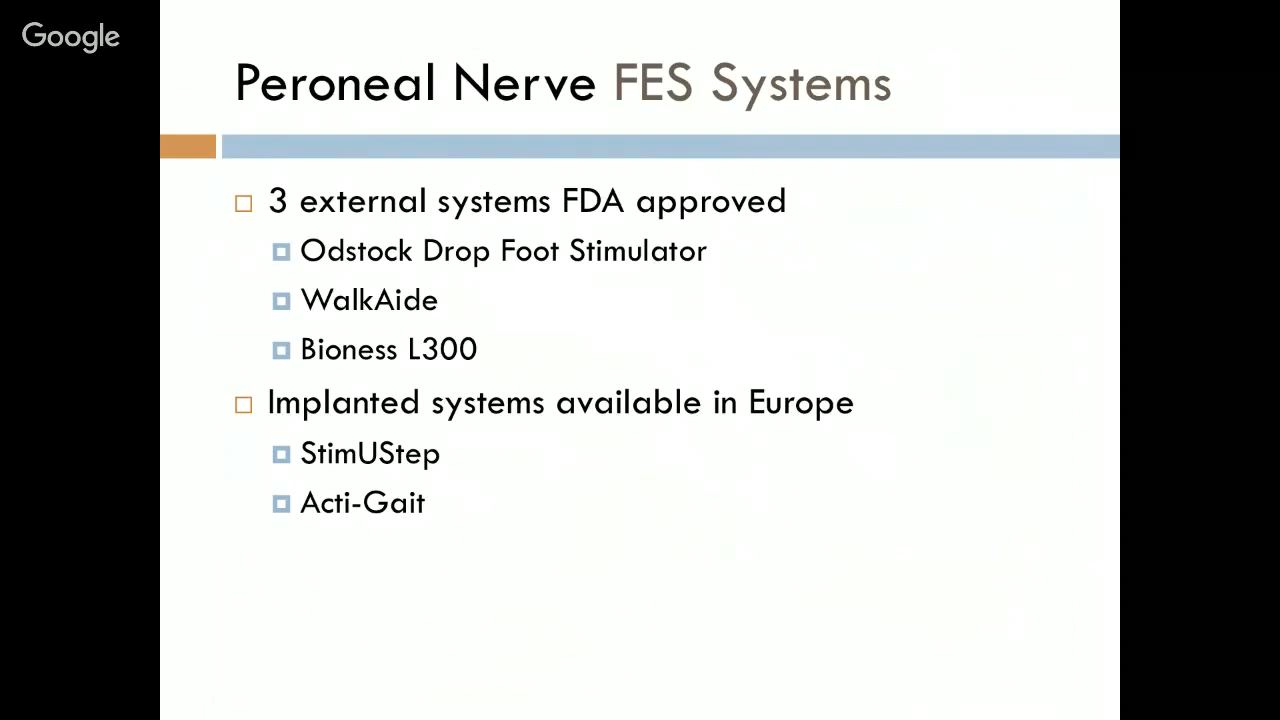 Google
Peroneal Nerve FES Systems
3 external systems FDA approved
Odstock Drop Foot Stimulator
WalkAide
Bioness L300
Implanted systems available in Europe
StimUStep
Acti-Gait